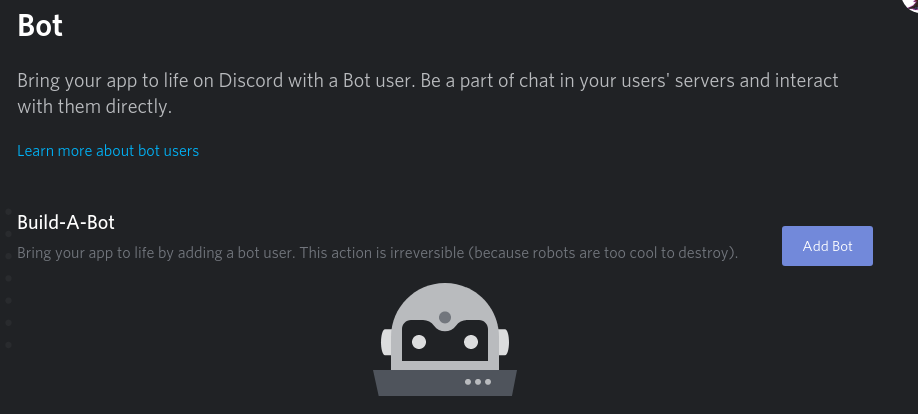 Bot
Bring your app to life on Discord with a Bot user. Be a part of chat in your users' servers and interact
with them directly.
Learn more about bot users
Build-A-Bot
Bring your app to life by adding a bot user. This action is irreversible (because robots are too cool to destroy).
Add Bot